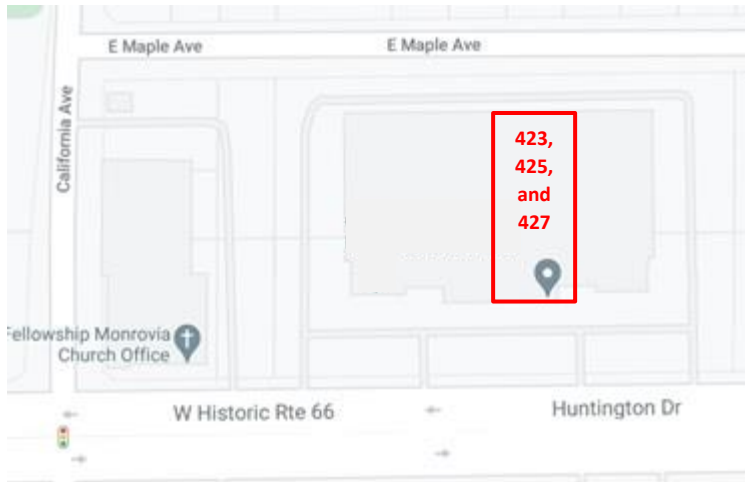 E Maple Ave
E Maple Ave
California Ave
423,
425,
and
427
Fellowship Monrovia
Church Office
W Historic Rte 66
Huntington Dr